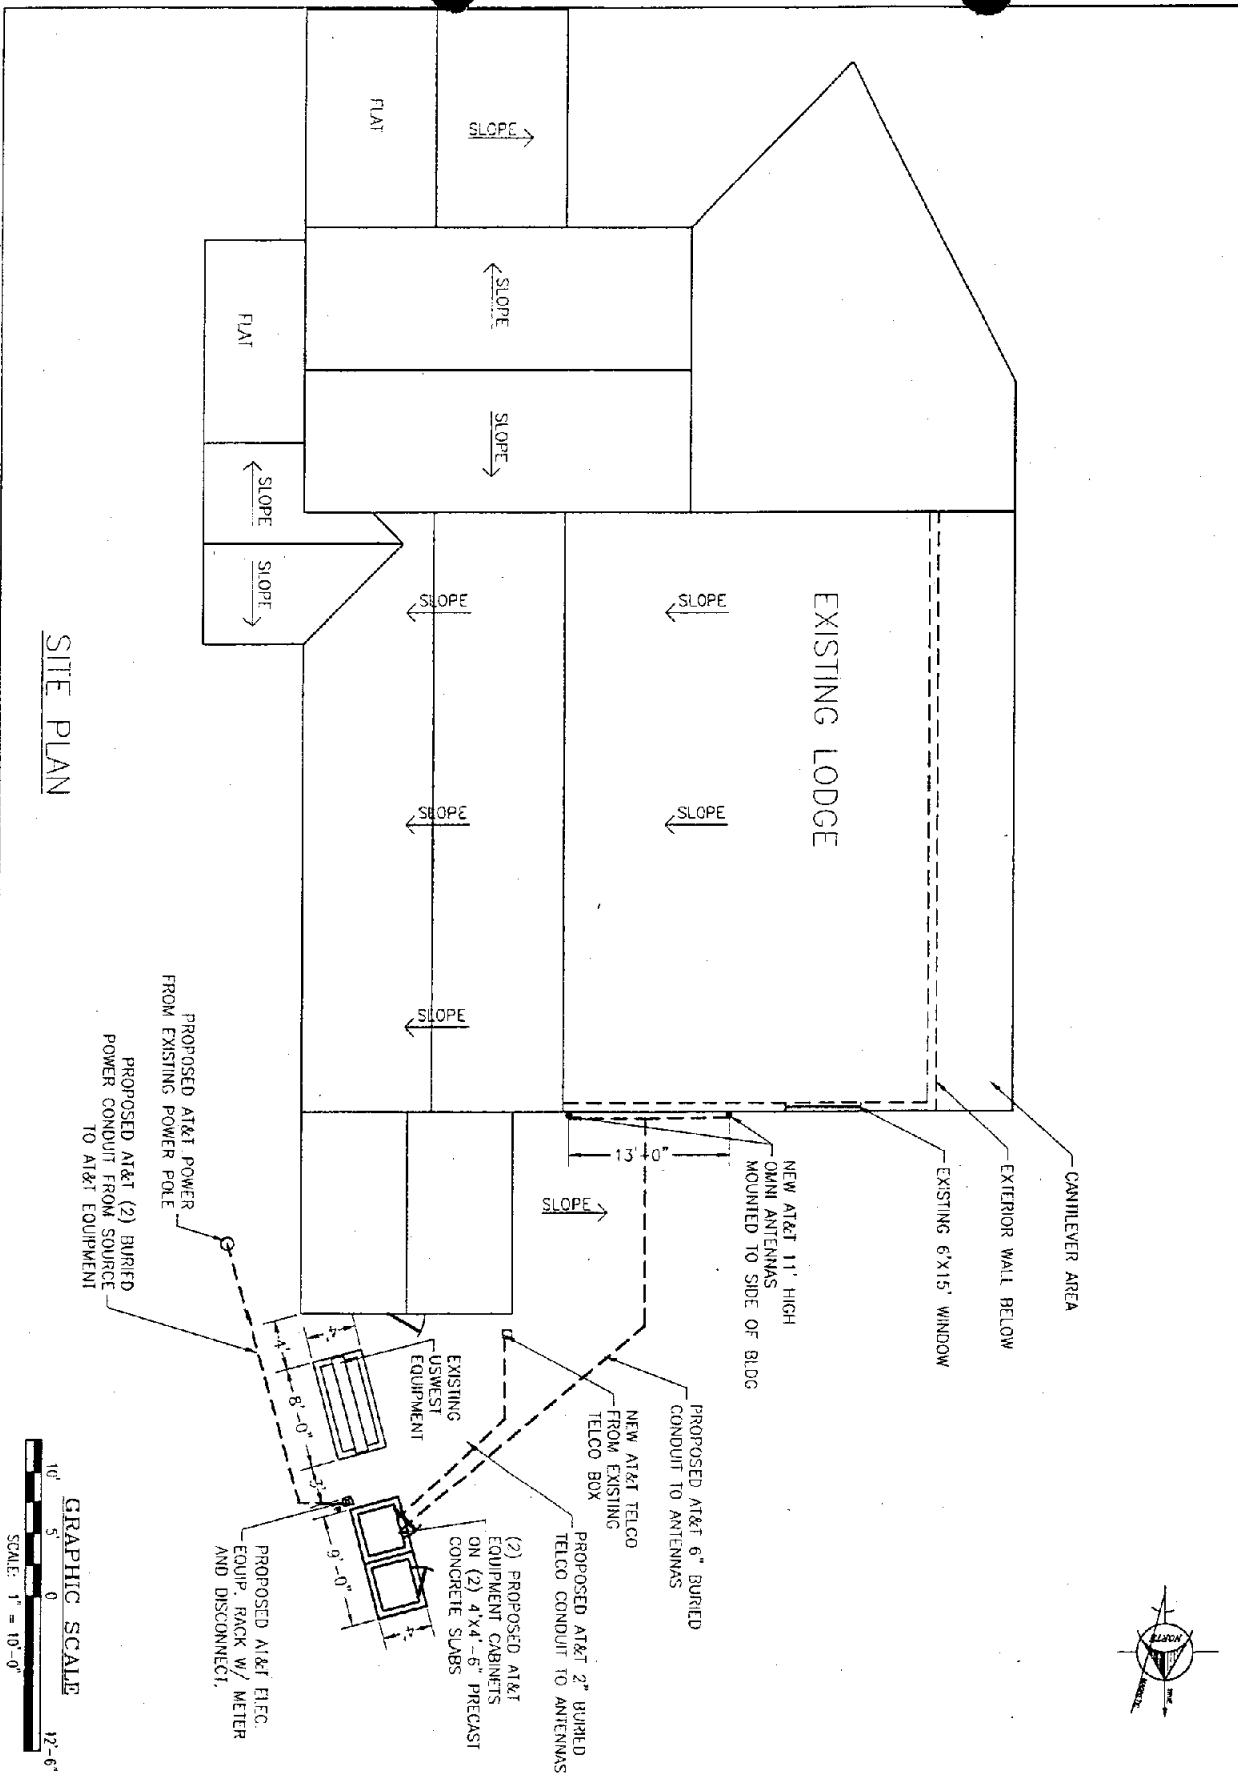 CANTILEVER AREA
EXTERIOR WALL BELOW
EXISTING 6'X15' WINDOW
NEW AT&T 11' HIGH
OMNI ANTENNAS
MOUNTED TO SIDE OF BLDG
13'-0"
EXISTING LODGE
SLOPE
SLOPE
SLOPE
SLOPE
SLOPE
SLOPE
SLOPE
SLOPE
SLOPE
SLOPE
SLOPE
FLAT
FLAT
PROPOSED AT&T 6" BURIED
CONDUIT TO ANTENNAS
NEW AT&T TELCO
FROM EXISTING
TELCO BOX
PROPOSED AT&T 2" BURIED
TELCO CONDUIT TO ANTENNAS
EXISTING
USWEST
EQUIPMENT
(2) PROPOSED AT&T
EQUIPMENT CABINETS
ON (2) 4'X4'-6" PRECAST
CONCRETE SLABS
PROPOSED AT&T ELEC.
EQUIP. RACK W/ METER
AND DISCONNECT.
4'
4'
8'-0"
3'
9'-0"
4'
PROPOSED AT&T POWER
FROM EXISTING POWER POLE
PROPOSED AT&T (2) BURIED
POWER CONDUIT FROM SOURCE
TO AT&T EQUIPMENT
SITE PLAN
GRAPHIC SCALE
10' 5' 0 12'-6"
SCALE: 1" = 10'-0"
NORTH
TRUE